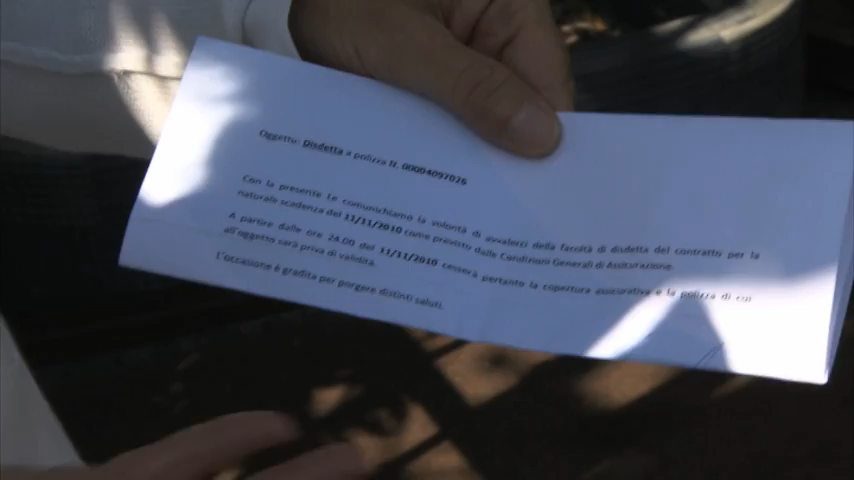 Oggetto: Disdetta a polizza N. 00004092026
Con la presente Le comunichiamo la volontà di avvalerci della facoltà di disdetta del contratto per la
naturale scadenza del 11/11/2010 come previsto dalle Condizioni Generali di Assicurazione.
A partire dalle ore 24.00 del 11/11/2010 cesserà pertanto la copertura assicurativa e la polizza di cui
all'oggetto sarà priva di validità.
L'occasione è gradita per porgere distinti saluti.